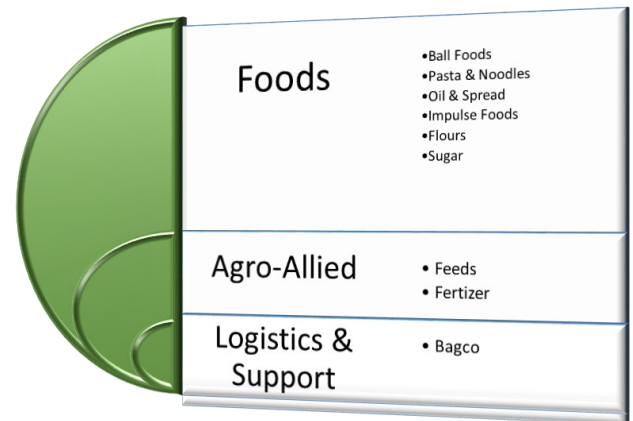 Foods
•Ball Foods
•Pasta & Noodles
•Oil & Spread
•Impulse Foods
•Flours
•Sugar
Agro-Allied
• Feeds
• Fertizer
Logistics &
Support
• Bagco